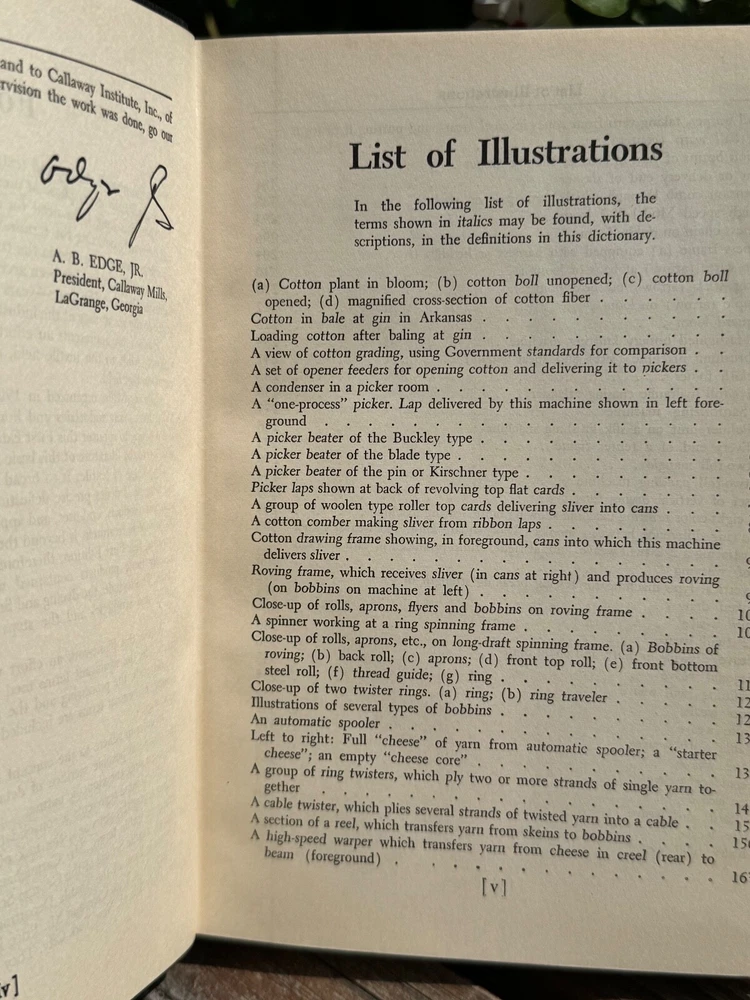 and to Callaway Institute, Inc., of
rvision the work was done, go our
A. B. EDGE, JR.
President, Callaway Mills,
LaGrange, Georgia
v]
List of Illustrations
In the following list of illustrations, the
terms shown in italics may be found, with de-
scriptions, in the definitions in this dictionary.
(a) Cotton plant in bloom; (b) cotton boll unopened; (c) cotton boll
opened; (d) magnified cross-section of cotton fiber . . . . . .
Cotton in bale at gin in Arkansas . . . . . . . . .
Loading cotton after baling at gin . . . . . . . . .
A view of cotton grading, using Government standards for comparison . .
A set of opener feeders for opening cotton and delivering it to pickers . .
A condenser in a picker room . . . . . . . . . . .
A “one-process” picker. Lap delivered by this machine shown in left fore-
ground . . . . . . . . . . . . . . .
A picker beater of the Buckley type . . . . . . . . .
A picker beater of the blade type . . . . . . . . . .
A picker beater of the pin or Kirschner type . . . . . . . .
Picker laps shown at back of revolving top flat cards . . . . . .
A group of woolen type roller top cards delivering sliver into cans . . .
A cotton comber making sliver from ribbon laps . . . . . . .
Cotton drawing frame showing, in foreground, cans into which this machine
delivers sliver . . . . . . . . . . . . . .
Roving frame, which receives sliver (in cans at right) and produces roving
(on bobbins on machine at left) . . . . . . . . .
Close-up of rolls, aprons, flyers and bobbins on roving frame . . . . 10
A spinner working at a ring spinning frame . . . . . . . 10
Close-up of rolls, aprons, etc., on long-draft spinning frame. (a) Bobbins of
roving; (b) back roll; (c) aprons; (d) front top roll; (e) front bottom
steel roll; (f) thread guide; (g) ring . . . . . . . . 11
Close-up of two twister rings. (a) ring; (b) ring traveler . . . . . 12
Illustrations of several types of bobbins . . . . . . . . 12
An automatic spooler . . . . . . . . . . . . 13
Left to right: Full “cheese” of yarn from automatic spooler; a “starter
cheese”; an empty “cheese core” . . . . . . . . . 13
A group of ring twisters, which ply two or more strands of single yarn to-
gether . . . . . . . . . . . . . . . 14
A cable twister, which plies several strands of twisted yarn into a cable . . 15
A section of a reel, which transfers yarn from skeins to bobbins . . . . 15
A high-speed warper which transfers yarn from cheese in creel (rear) to
beam (foreground) . . . . . . . . . . . . 16
[v]